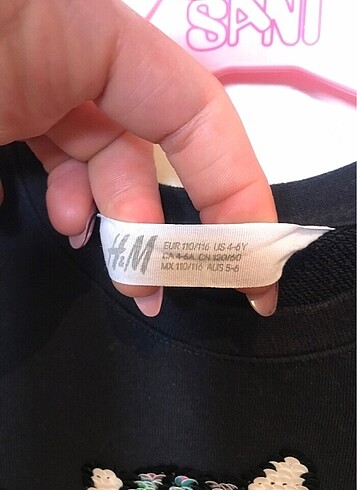 SANT
H&M
EUR 110/116 US 4-6Y
CA 4-6A CN 120/60
MX 110/116 AUS 5-6